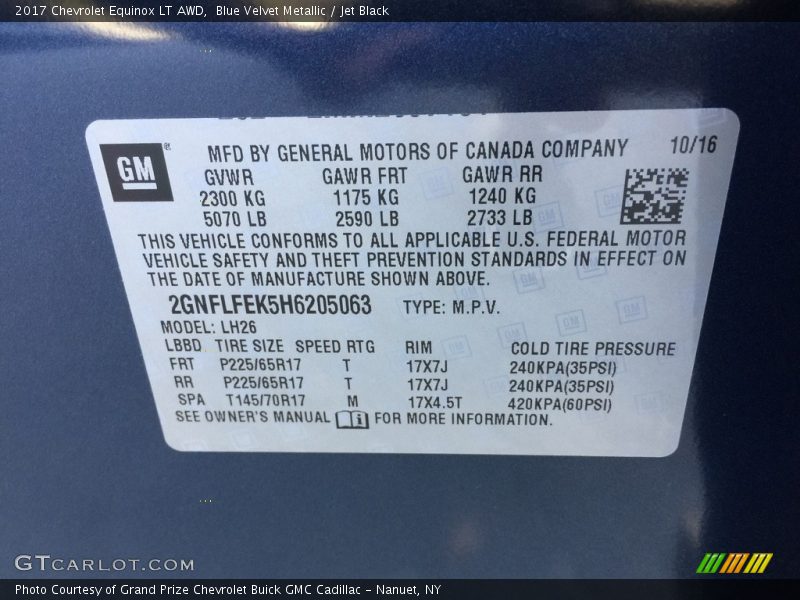 2017 Chevrolet Equinox LT AWD, Blue Velvet Metallic / Jet Black
GM®
MFD BY GENERAL MOTORS OF CANADA COMPANY 10/16
GVWR GAWR FRT GAWR RR
2300 KG 1175 KG 1240 KG
5070 LB 2590 LB 2733 LB
THIS VEHICLE CONFORMS TO ALL APPLICABLE U.S. FEDERAL MOTOR
VEHICLE SAFETY AND THEFT PREVENTION STANDARDS IN EFFECT ON
THE DATE OF MANUFACTURE SHOWN ABOVE.
2GNFLFEK5H6205063 TYPE: M.P.V.
MODEL: LH26
LBBD TIRE SIZE SPEED RTG RIM COLD TIRE PRESSURE
FRT P225/65R17 T 17X7J 240KPA(35PSI)
RR P225/65R17 T 17X7J 240KPA(35PSI)
SPA T145/70R17 M 17X4.5T 420KPA(60PSI)
SEE OWNER'S MANUAL i FOR MORE INFORMATION.
GTCARLOT.COM
Photo Courtesy of Grand Prize Chevrolet Buick GMC Cadillac - Nanuet, NY